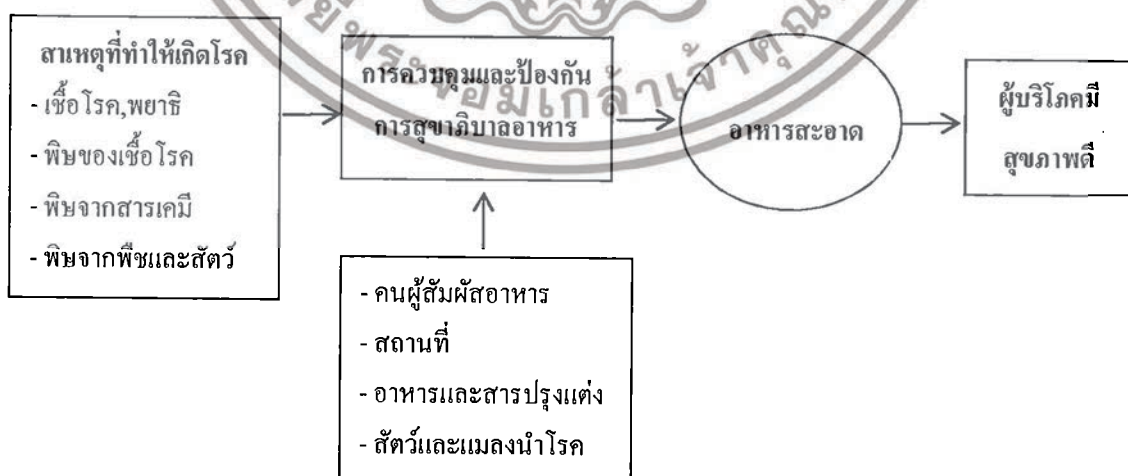 สาเหตุที่ทำให้เกิดโรค
- เชื้อโรค,พยาธิ
- พิษของเชื้อโรค
- พิษจากสารเคมี
- พิษจากพืชและสัตว์
การควบคุมและป้องกัน
การสุขาภิบาลอาหาร
อาหารสะอาด
ผู้บริโภคมี
สุขภาพดี
- คนผู้สัมผัสอาหาร
- สถานที่
- อาหารและสารปรุงแต่ง
- สัตว์และแมลงนำโรค